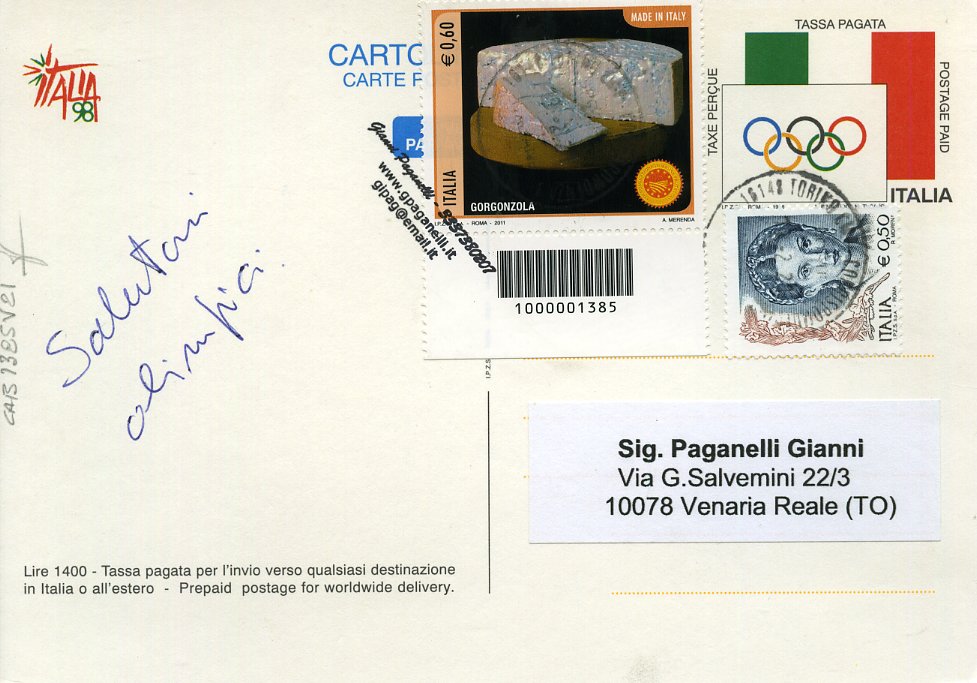 ITALIA
98
CARTO
CARTE P
PA
€ 0,60
MADE IN ITALY
ITALIA
GORGONZOLA
I.P.Z.S. - ROMA - 2011
A. MERENDA
TASSA PAGATA
TAXE PERÇUE
POSTAGE PAID
ITALIA
Gianni Paganelli - 3357380207
www.gpaganelli.it
gipag@email.it
1000001385
TORINO
€ 0,50
ITALIA
I.P.Z.S. ROMA
Saluti
olimpici.
I.P.Z.S
Sig. Paganelli Gianni
Via G.Salvemini 22/3
10078 Venaria Reale (TO)
Lire 1400 - Tassa pagata per l'invio verso qualsiasi destinazione
in Italia o all'estero - Prepaid postage for worldwide delivery.